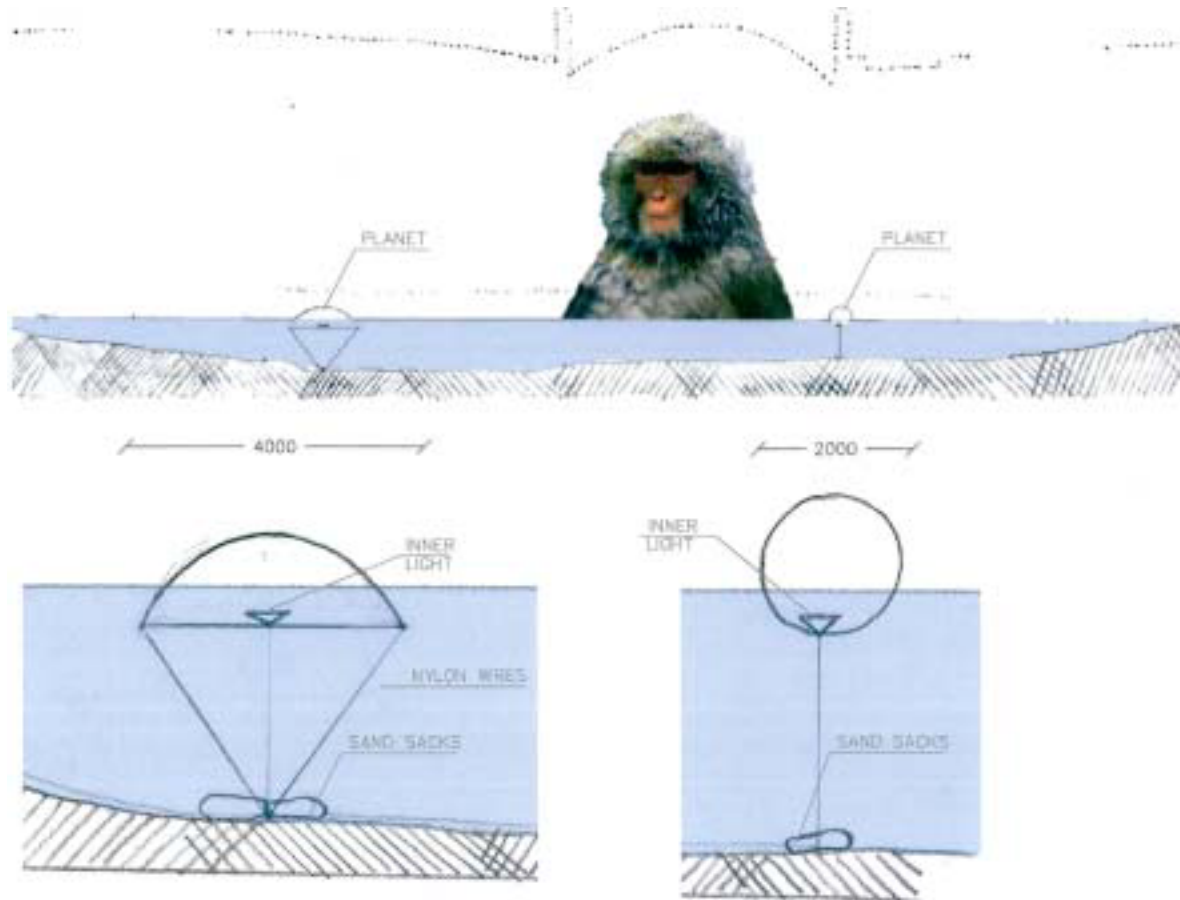 PLANET
PLANET
4000
2000
INNER
LIGHT
INNER
LIGHT
NYLON WRES
SAND SACKS
SAND SACKS